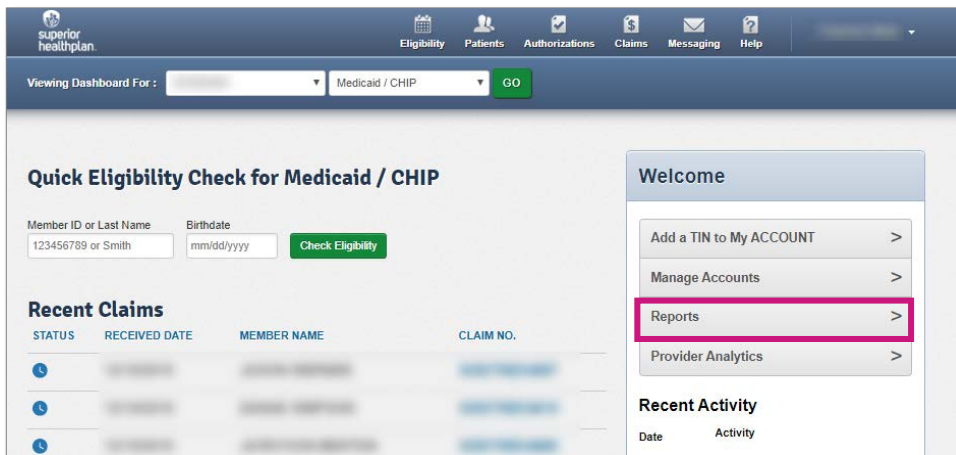 superior
healthplan.
Eligibility Patients Authorizations Claims Messaging Help
Viewing Dashboard For : Medicaid / CHIP GO
Quick Eligibility Check for Medicaid / CHIP
Member ID or Last Name Birthdate
123456789 or Smith mm/dd/yyyy Check Eligibility
Recent Claims
STATUS RECEIVED DATE MEMBER NAME CLAIM NO.
Welcome
Add a TIN to My ACCOUNT >
Manage Accounts >
Reports >
Provider Analytics >
Recent Activity
Date Activity